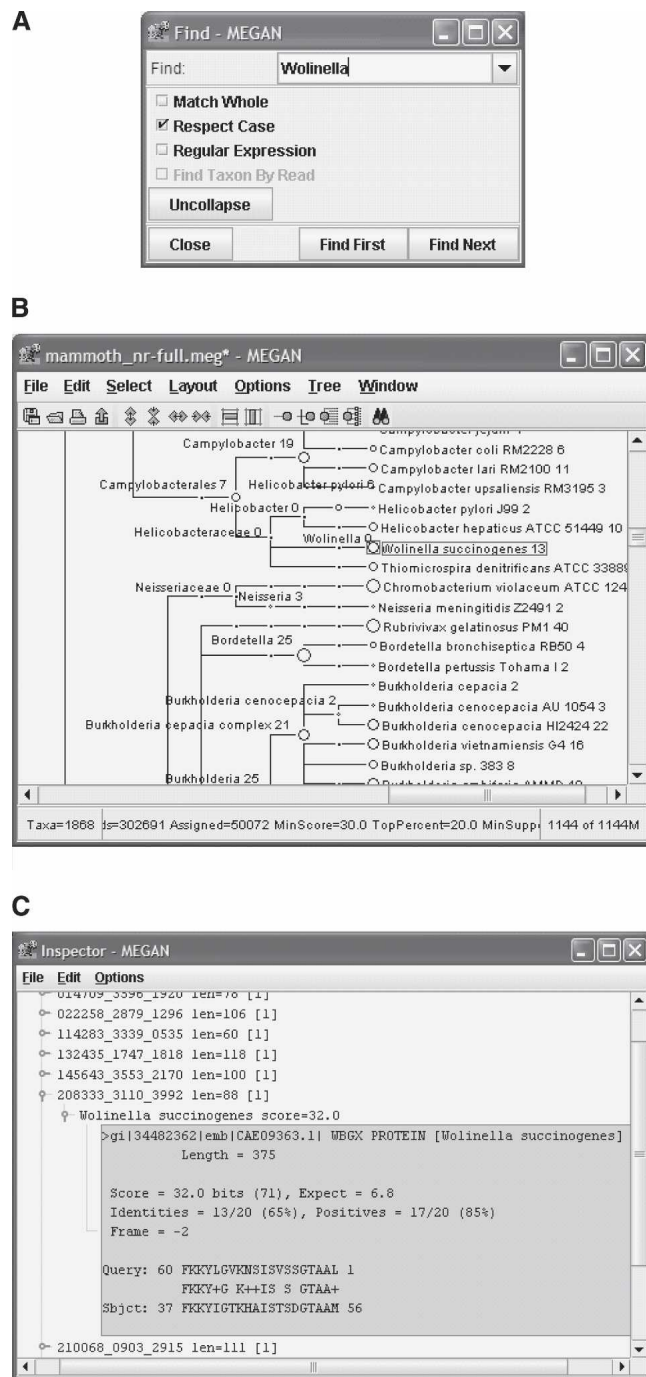 A
Find - MEGAN
Find: Wolinella
Match Whole
Respect Case
Regular Expression
Find Taxon By Read
Uncollapse
Close Find First Find Next
B
mammoth_nr-full.meg* - MEGAN
File Edit Select Layout Options Tree Window
Campylobacter 19
Campylobacter coli RM2228 6
Campylobacter lari RM2100 11
Campylobacterales 7
Helicobacter pylori 6
Campylobacter upsaliensis RM3195 3
Helicobacter 0
Helicobacter pylori J99 2
Helicobacter hepaticus ATCC 51449 10
Helicobacteraceae 0
Wolinella 0
Wolinella succinogenes 13
Thiomicrospira denitrificans ATCC 33889
Neisseriaceae 0
Chromobacterium violaceum ATCC 124
Neisseria 3
Neisseria meningitidis Z2491 2
Rubrivivax gelatinosus PM1 40
Bordetella 25
Bordetella bronchiseptica RB50 4
Bordetella pertussis Tohama I 2
Burkholderia cepacia 2
Burkholderia cenocepacia 2
Burkholderia cenocepacia AU 1054 3
Burkholderia cepacia complex 21
Burkholderia cenocepacia HI2424 22
Burkholderia vietnamiensis G4 16
Burkholderia sp. 383 8
Burkholderia 25
Taxa=1868 ds=302691 Assigned=50072 MinScore=30.0 TopPercent=20.0 MinSupp 1144 of 1144M
C
Inspector - MEGAN
File Edit Options
014709_3596_1920 len=78 [1]
022258_2879_1296 len=106 [1]
114283_3339_0535 len=60 [1]
132435_1747_1818 len=118 [1]
145643_3553_2170 len=100 [1]
208333_3110_3992 len=88 [1]
Wolinella succinogenes score=32.0
>gi|34482362|emb|CAE09363.1| WBGX PROTEIN [Wolinella succinogenes]
Length = 375
Score = 32.0 bits (71), Expect = 6.8
Identities = 13/20 (65%), Positives = 17/20 (85%)
Frame = -2
Query: 60 FKKYLGVKNSISVSSGTAAL 1
FKKY+G K++IS S GTAA+
Sbjct: 37 FKKYIGTKHAISTSDGTAAM 56
210068_0903_2915 len=111 [1]